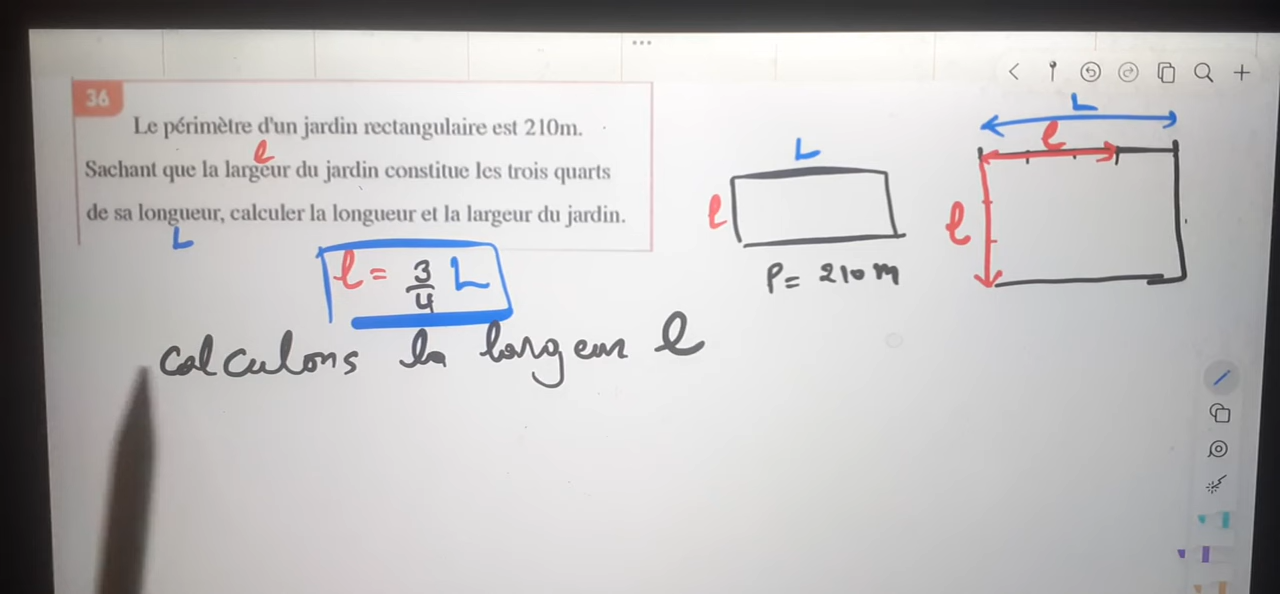 36
Le périmètre d'un jardin rectangulaire est 210m.
l
Sachant que la largeur du jardin constitue les trois quarts
de sa longueur, calculer la longueur et la largeur du jardin.
L
l = 3/4 L
calculons la largeur l
L
l
P = 210 m
L
l
l